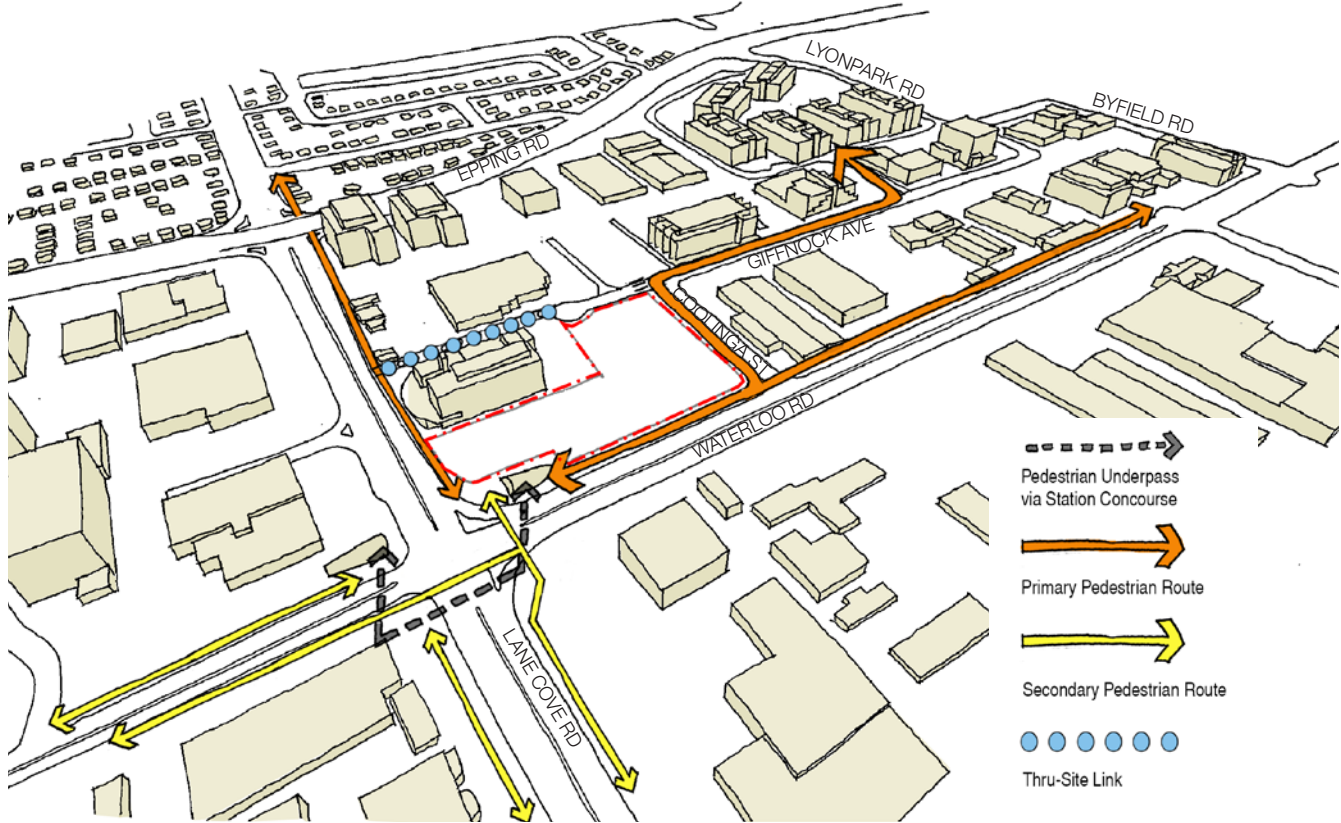 LYONPARK RD
BYFIELD RD
EPPING RD
GIFFNOCK AVE
COOLINGA ST
WATERLOO RD
LANE COVE RD
Pedestrian Underpass
via Station Concourse
Primary Pedestrian Route
Secondary Pedestrian Route
Thru-Site Link